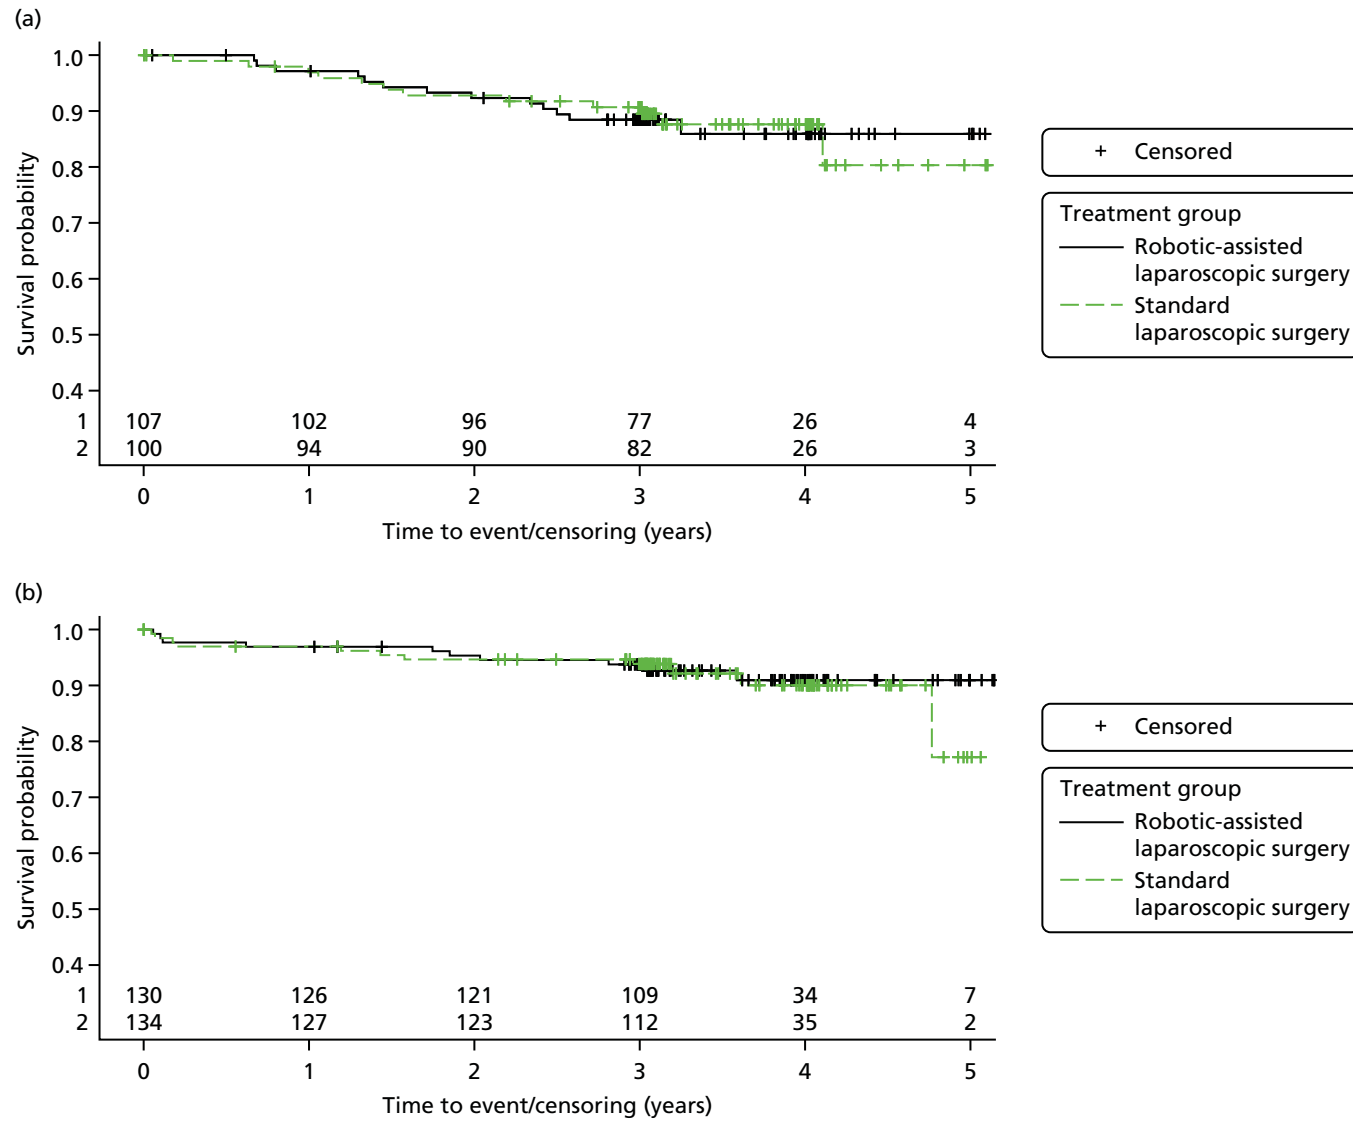 (a)
Survival probability
1.0
0.9
0.8
0.7
0.6
0.5
0.4
1 107 102 96 77 26 4
2 100 94 90 82 26 3
0 1 2 3 4 5
Time to event/censoring (years)
+ Censored
Treatment group
Robotic-assisted
laparoscopic surgery
Standard
laparoscopic surgery
(b)
Survival probability
1.0
0.9
0.8
0.7
0.6
0.5
0.4
1 130 126 121 109 34 7
2 134 127 123 112 35 2
0 1 2 3 4 5
Time to event/censoring (years)
+ Censored
Treatment group
Robotic-assisted
laparoscopic surgery
Standard
laparoscopic surgery